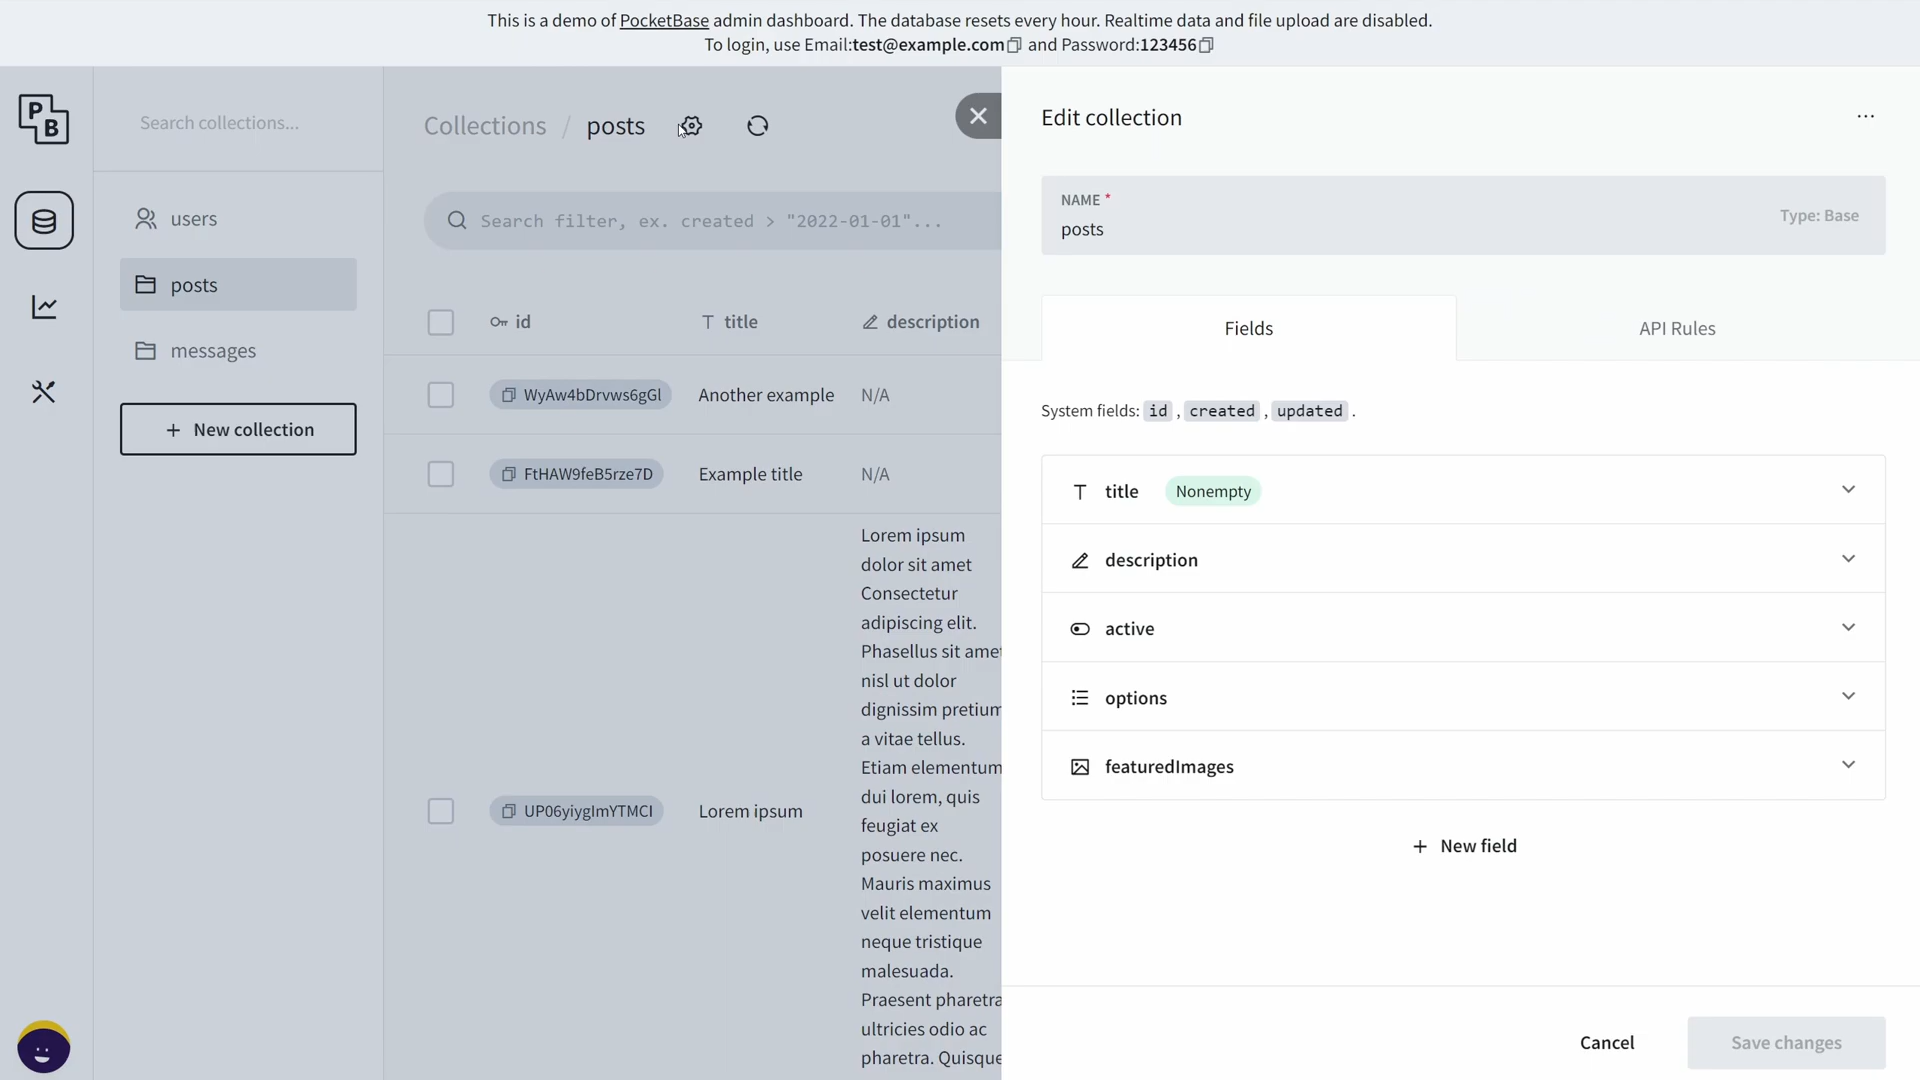 This is a demo of PocketBase admin dashboard. The database resets every hour. Realtime data and file upload are disabled.
To login, use Email:test@example.com and Password:123456
P
B
Search collections...
users
posts
messages
+ New collection
Collections / posts
Search filter, ex. created > "2022-01-01"...
id
title
description
WyAw4bDrvws6gGl
Another example
N/A
FtHAW9feB5rze7D
Example title
N/A
UP06yiygImYTMCI
Lorem ipsum
Lorem ipsum
dolor sit amet
Consectetur
adipiscing elit.
Phasellus sit amet
nisl ut dolor
dignissim pretium
a vitae tellus.
Etiam elementum
dui lorem, quis
feugiat ex
posuere nec.
Mauris maximus
velit elementum
neque tristique
malesuada.
Praesent pharetra
ultricies odio ac
pharetra. Quisque
Edit collection
NAME *
posts
Type: Base
Fields
API Rules
System fields: id , created , updated .
title
Nonempty
description
active
options
featuredImages
+ New field
Cancel
Save changes